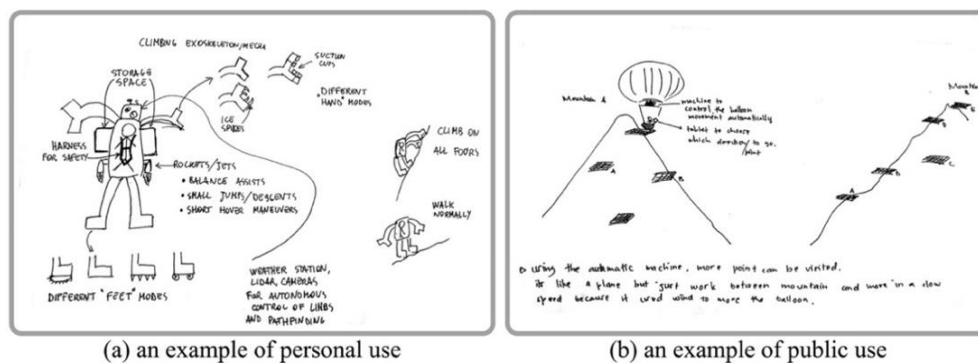 CLIMBING EXOSKELETON/MECHA
STORAGE
SPACE
SUCTION
CUPS
"DIFFERENT
HAND" MODES
ICE
SPIKES
HARNESS
FOR SAFETY
ROCKETS/JETS
• BALANCE ASSISTS
• SMALL JUMPS/DESCENTS
• SHORT HOVER MANEUVERS
CLIMB ON
ALL FOURS
WALK
NORMALLY
DIFFERENT "FEET" MODES
WEATHER STATION,
LIDAR, CAMERAS
FOR AUTONOMOUS
CONTROL OF LIMBS
AND PATHFINDING
(a) an example of personal use
Mountain A
machine to
control the balloon
movement automatically
tablet to choose
which direction/ to go.
/point
A
B
Mountain
B
E
D
C
B
A
using the automatic machine, more point can be visited.
its like a plane but just work between mountain and move in a slow
speed because it used wind to move the balloon.
(b) an example of public use